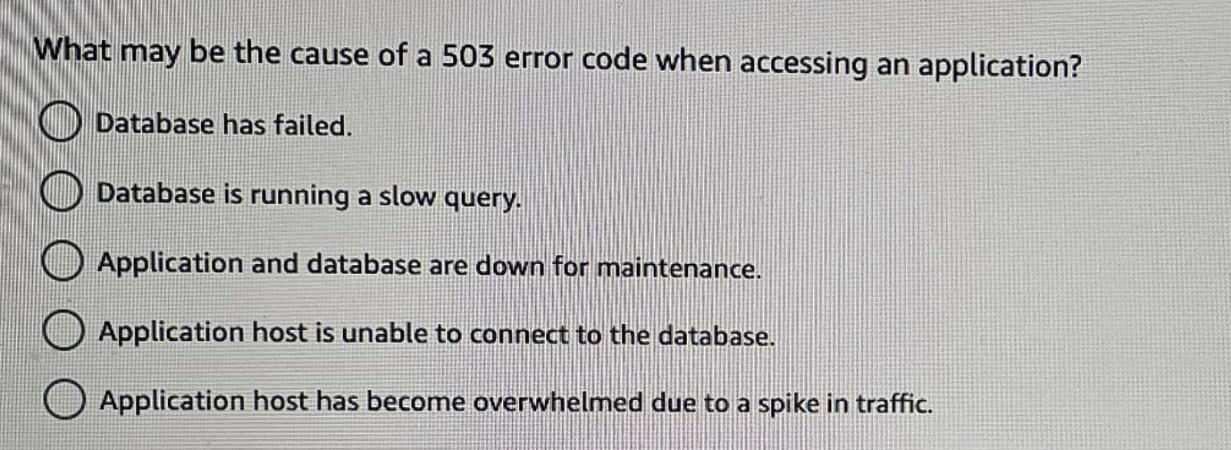 What may be the cause of a 503 error code when accessing an application?
Database has failed.
Database is running a slow query.
Application and database are down for maintenance.
Application host is unable to connect to the database.
Application host has become overwhelmed due to a spike in traffic.